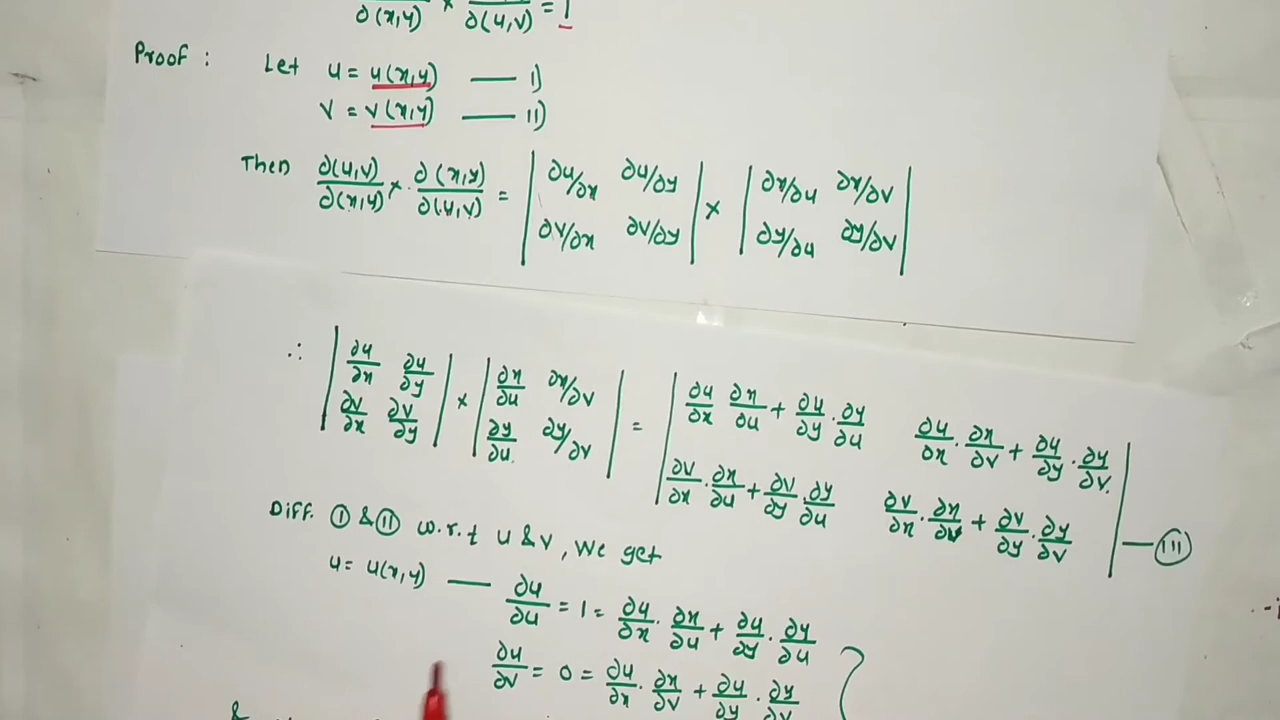 ∂(x,y) × ∂(u,v) = 1
Proof : Let u = u(x,y) — I)
v = v(x,y) — II)
Then ∂(u,v)/∂(x,y) × ∂(x,y)/∂(u,v) = | ∂u/∂x ∂u/∂y | × | ∂x/∂u ∂x/∂v |
| ∂v/∂x ∂v/∂y | | ∂y/∂u ∂y/∂v |
∴ | ∂u/∂x ∂u/∂y | × | ∂x/∂u ∂x/∂v | = | ∂u/∂x ∂x/∂u + ∂u/∂y · ∂y/∂u ∂u/∂x · ∂x/∂v + ∂u/∂y · ∂y/∂v |
| ∂v/∂x ∂v/∂y | | ∂y/∂u ∂y/∂v | | ∂v/∂x · ∂x/∂u + ∂v/∂y · ∂y/∂u ∂v/∂x · ∂x/∂v + ∂v/∂y · ∂y/∂v | — III
Diff. I & II w.r.t u & v, we get
u = u(x,y) — ∂u/∂u = 1 = ∂u/∂x · ∂x/∂u + ∂u/∂y · ∂y/∂u
∂u/∂v = 0 = ∂u/∂x · ∂x/∂v + ∂u/∂y · ∂y/∂v
&